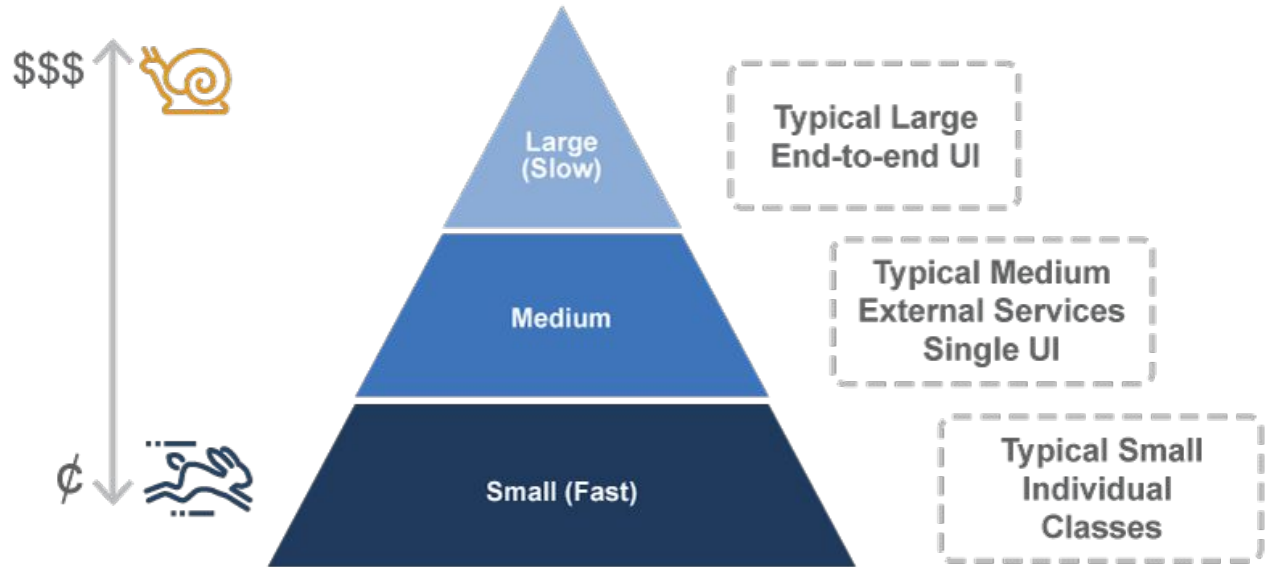 $$$
Large
(Slow)
Typical Large
End-to-end UI
Medium
Typical Medium
External Services
Single UI
¢
Small (Fast)
Typical Small
Individual
Classes